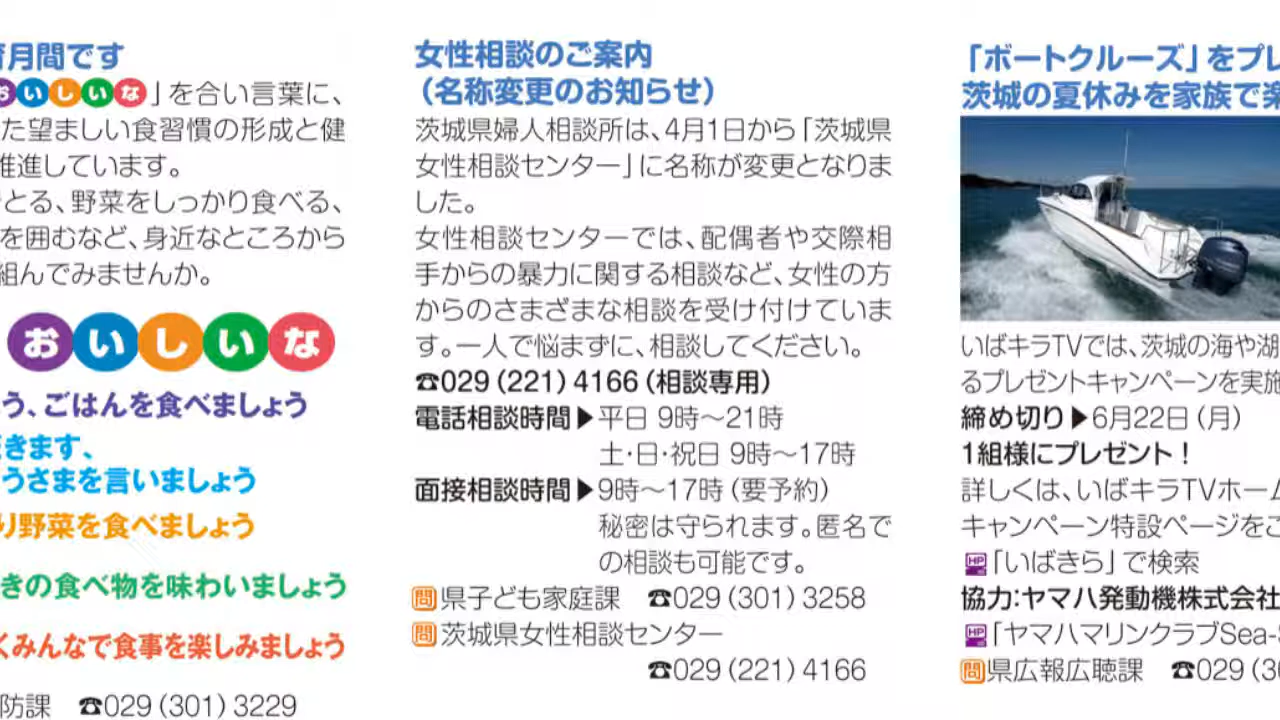 育月間です
おいしいな」を合い言葉に、
た望ましい食習慣の形成と健
推進しています。
とる、野菜をしっかり食べる、
を囲むなど、身近なところから
組んでみませんか。
おいしいな
う、ごはんを食べましょう
きます、
うさまを言いましょう
り野菜を食べましょう
きの食べ物を味わいましょう
くみんなで食事を楽しみましょう
防課 ☎029(301)3229
女性相談のご案内
(名称変更のお知らせ)
茨城県婦人相談所は、4月1日から「茨城県
女性相談センター」に名称が変更となりま
した。
女性相談センターでは、配偶者や交際相
手からの暴力に関する相談など、女性の方
からのさまざまな相談を受け付けていま
す。一人で悩まずに、相談してください。
☎029(221)4166(相談専用)
電話相談時間▶平日 9時〜21時
土・日・祝日 9時〜17時
面接相談時間▶9時〜17時(要予約)
秘密は守られます。匿名で
の相談も可能です。
問県子ども家庭課 ☎029(301)3258
問茨城県女性相談センター
☎029(221)4166
「ボートクルーズ」をプレ
茨城の夏休みを家族で楽
いばキラTVでは、茨城の海や湖
るプレゼントキャンペーンを実施
締め切り▶6月22日(月)
1組様にプレゼント!
詳しくは、いばキラTVホーム
キャンペーン特設ページをご
HP「いばきら」で検索
協力:ヤマハ発動機株式会社
HP「ヤマハマリンクラブSea-S
問県広報広聴課 ☎029(30